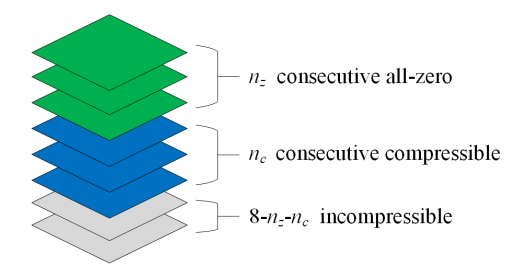 n_z consecutive all-zero
n_c consecutive compressible
8-n_z-n_c incompressible